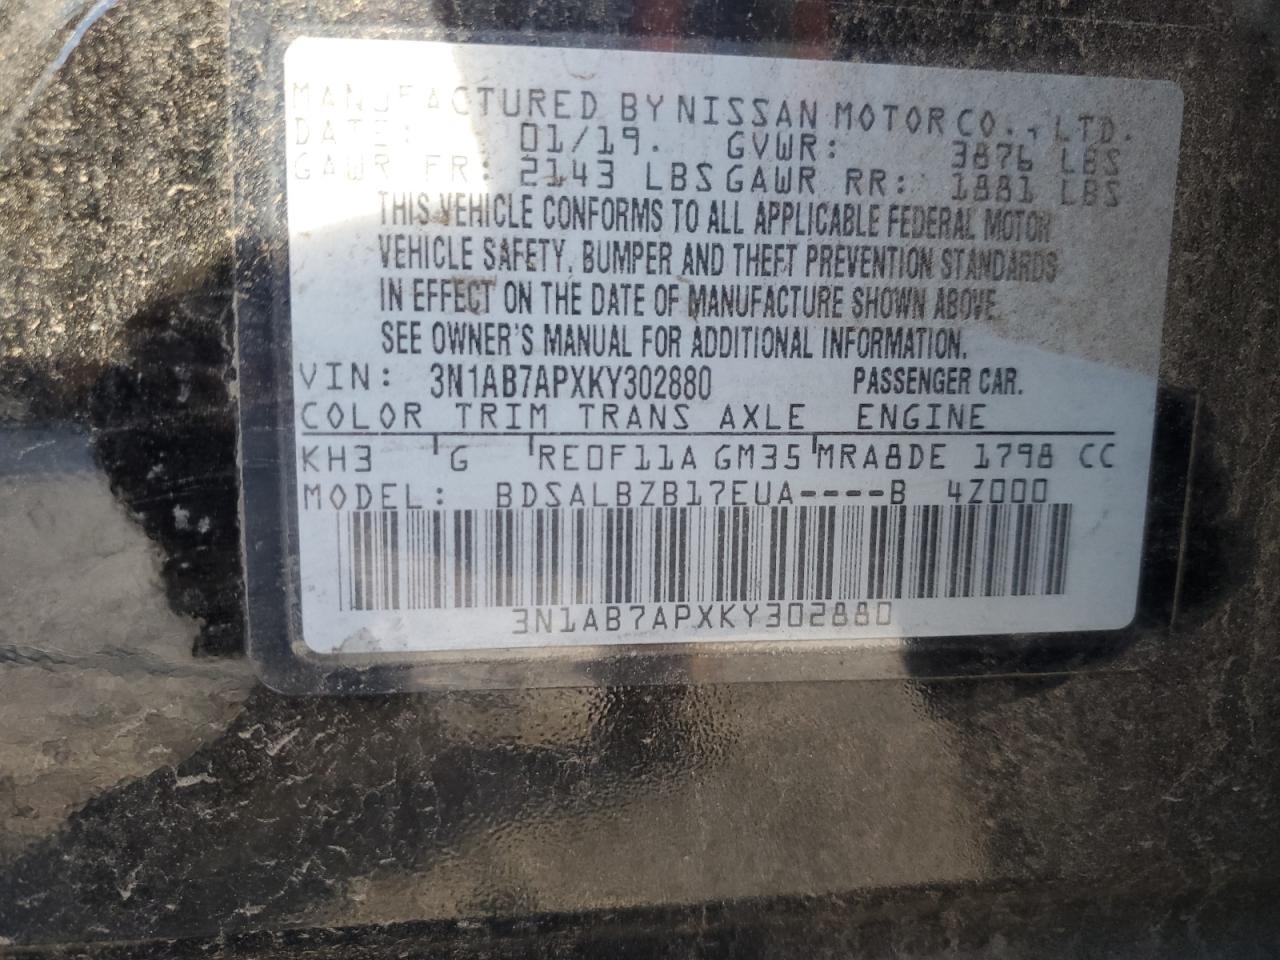 MANUFACTURED BY NISSAN MOTOR CO., LTD.
DATE: 01/19. GVWR: 3876 LBS
GAWR FR: 2143 LBS GAWR RR: 1881 LBS
THIS VEHICLE CONFORMS TO ALL APPLICABLE FEDERAL MOTOR
VEHICLE SAFETY, BUMPER AND THEFT PREVENTION STANDARDS
IN EFFECT ON THE DATE OF MANUFACTURE SHOWN ABOVE.
SEE OWNER'S MANUAL FOR ADDITIONAL INFORMATION.
VIN: 3N1AB7APXKY302880 PASSENGER CAR.
COLOR TRIM TRANS AXLE ENGINE
KH3 G RE0F11A GM35 MRA8DE 1798 CC
MODEL: BDSALBZB17EUA----B 4Z000
3N1AB7APXKY302880